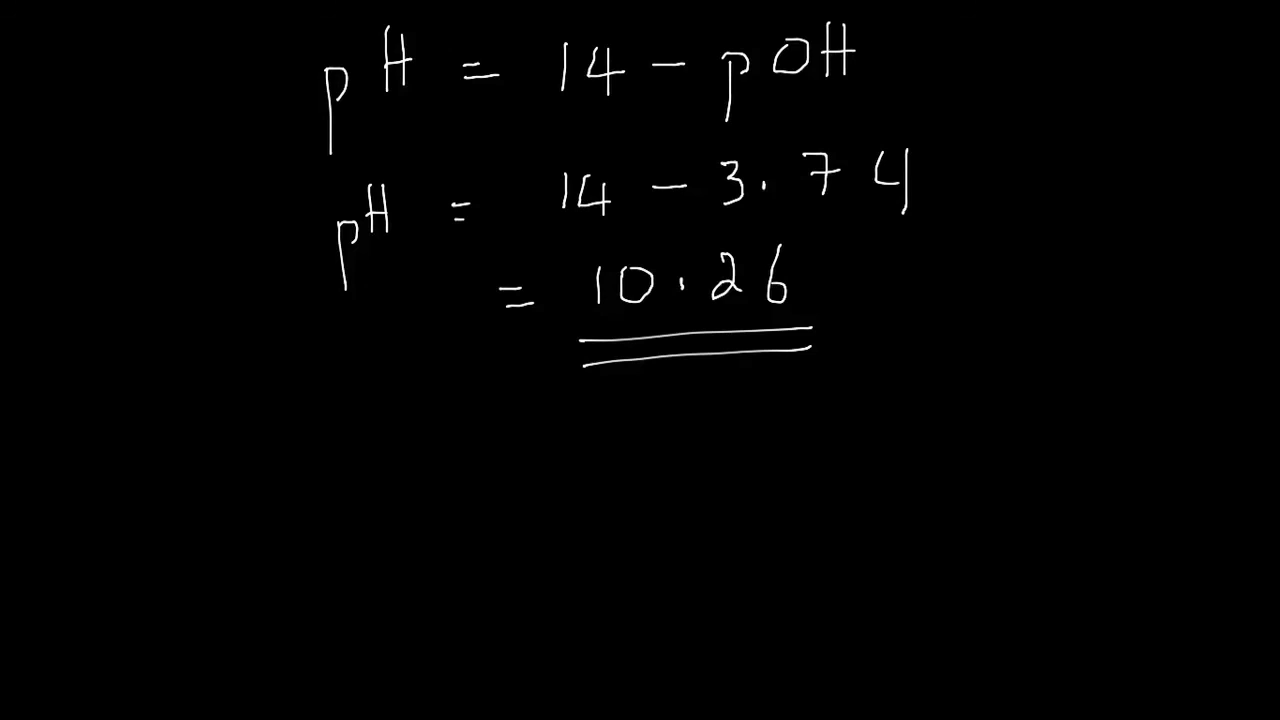 pH = 14 - pOH
pH = 14 - 3.74
= 10.26